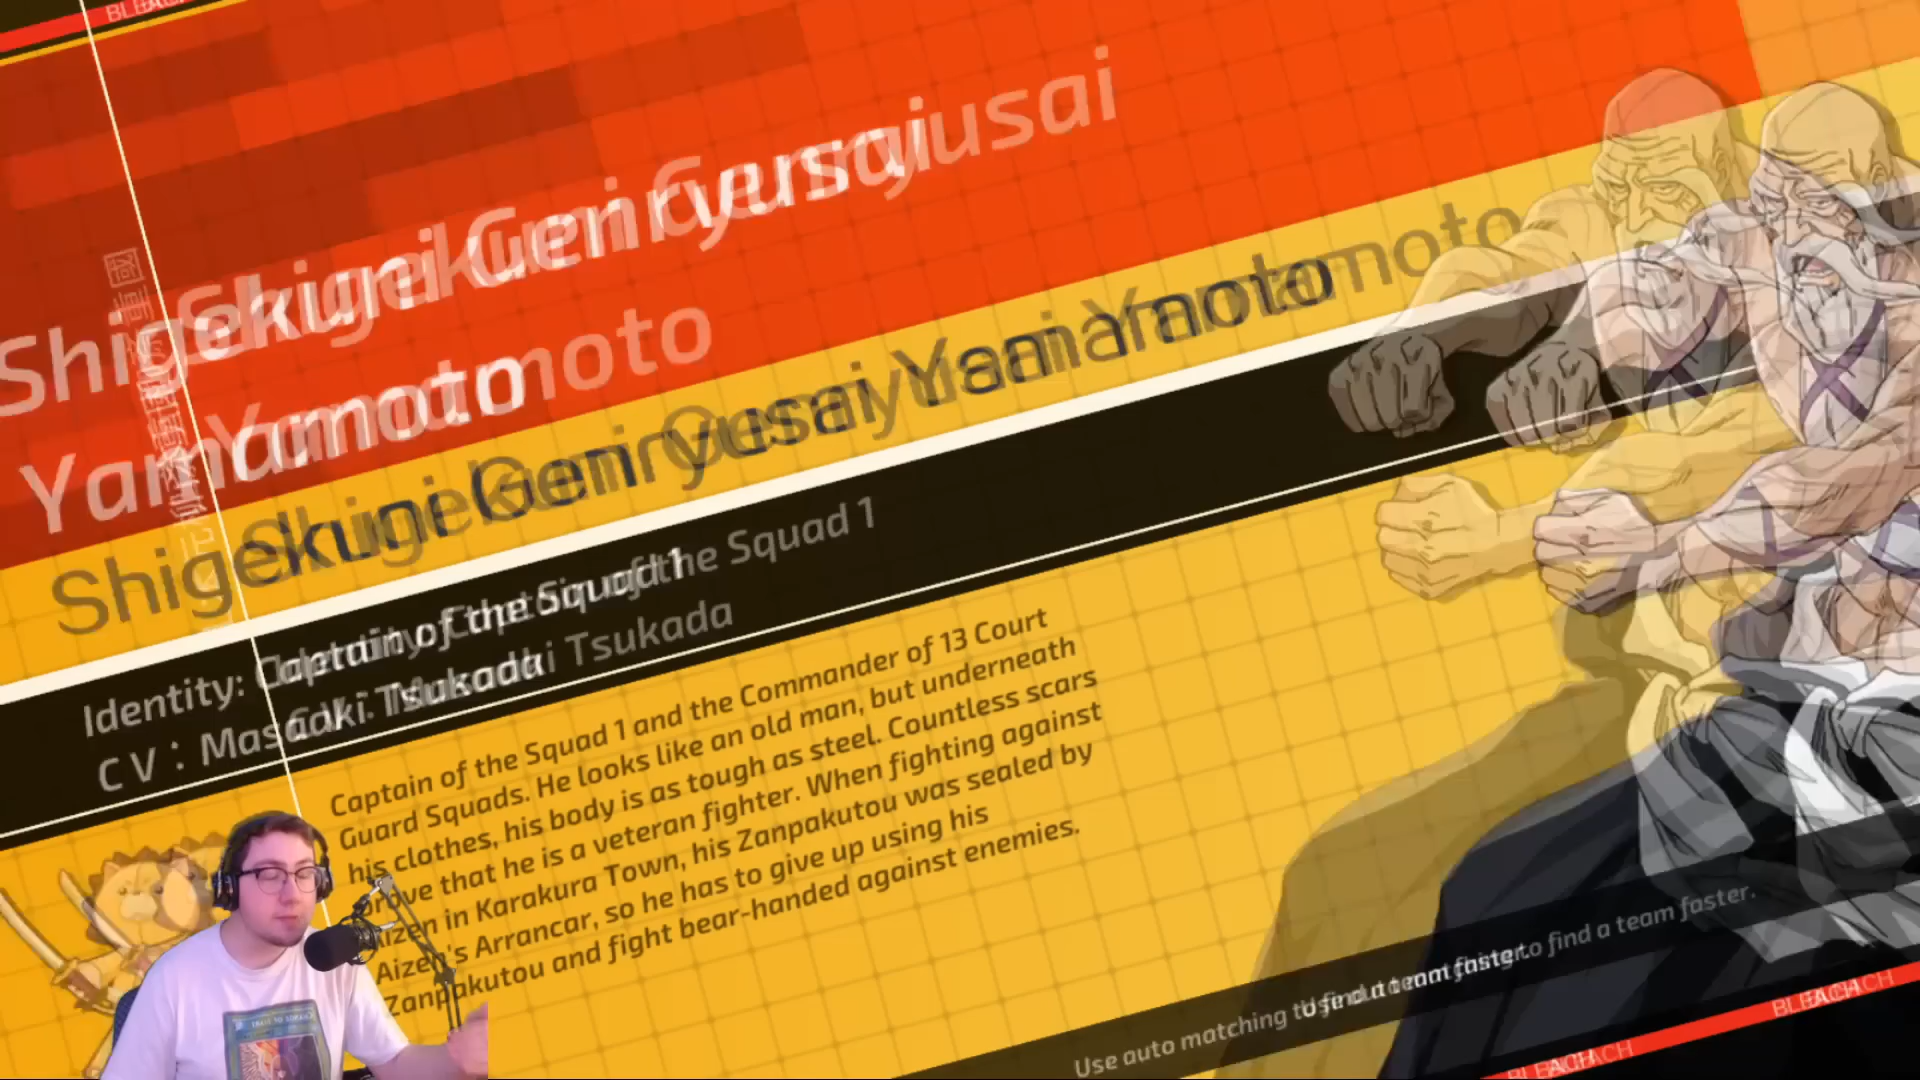 BLEACH
Shigekuni Genryusai
Yamamoto
Shigekuni Genryusai Yamamoto
Identity: Captain of the Squad 1
CV : Masaaki Tsukada
Captain of the Squad 1 and the Commander of 13 Court
Guard Squads. He looks like an old man, but underneath
his clothes, his body is as tough as steel. Countless scars
prove that he is a veteran fighter. When fighting against
Aizen in Karakura Town, his Zanpakutou was sealed by
Aizen's Arrancar, so he has to give up using his
Zanpakutou and fight bear-handed against enemies.
Use auto matching to find a team faster.
BLEACH
BLEACH